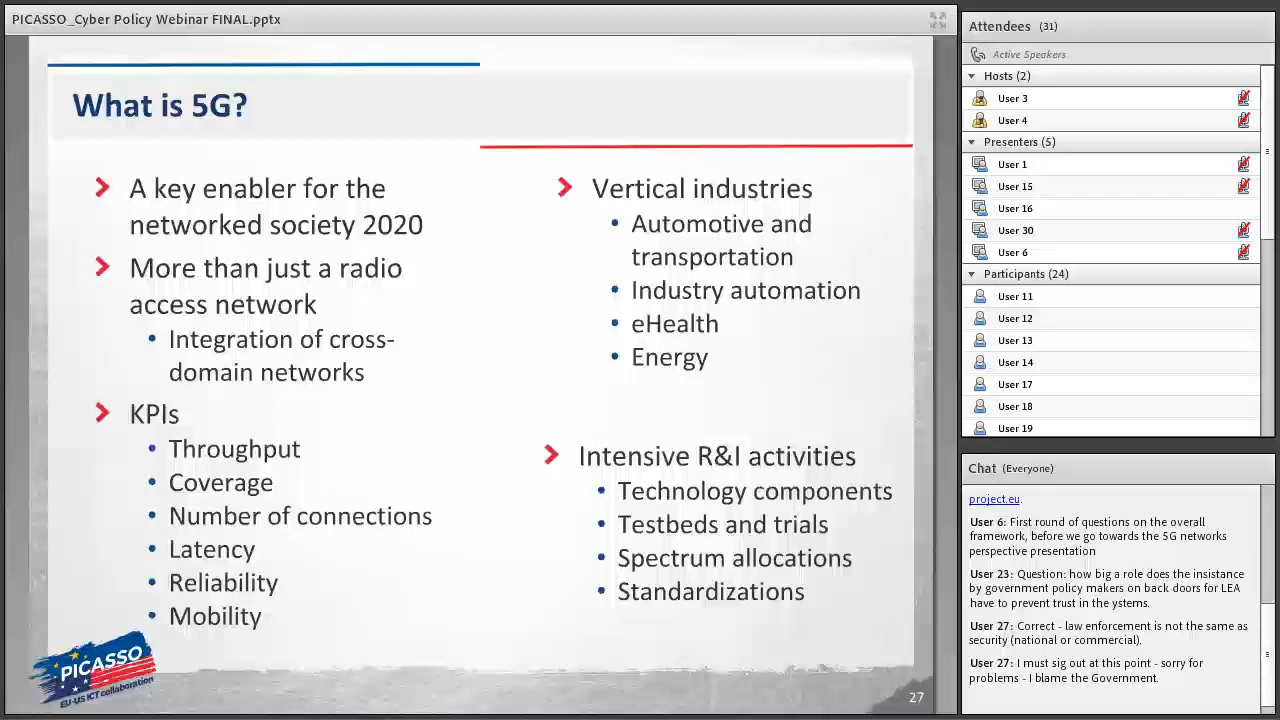 PICASSO_Cyber Policy Webinar FINAL.pptx
What is 5G?
A key enabler for the
networked society 2020
More than just a radio
access network
Integration of cross-
domain networks
KPIs
Throughput
Coverage
Number of connections
Latency
Reliability
Mobility
Vertical industries
Automotive and
transportation
Industry automation
eHealth
Energy
Intensive R&I activities
Technology components
Testbeds and trials
Spectrum allocations
Standardizations
PICASSO
EU-US ICT collaboration
27
Attendees (31)
Active Speakers
Hosts (2)
User 3
User 4
Presenters (5)
User 1
User 15
User 16
User 30
User 6
Participants (24)
User 11
User 12
User 13
User 14
User 17
User 18
User 19
Chat (Everyone)
project.eu.
User 6: First round of questions on the overall
framework, before we go towards the 5G networks
perspective presentation
User 23: Question: how big a role does the insistance
by government policy makers on back doors for LEA
have to prevent trust in the ystems.
User 27: Correct - law enforcement is not the same as
security (national or commercial).
User 27: I must sig out at this point - sorry for
problems - I blame the Government.